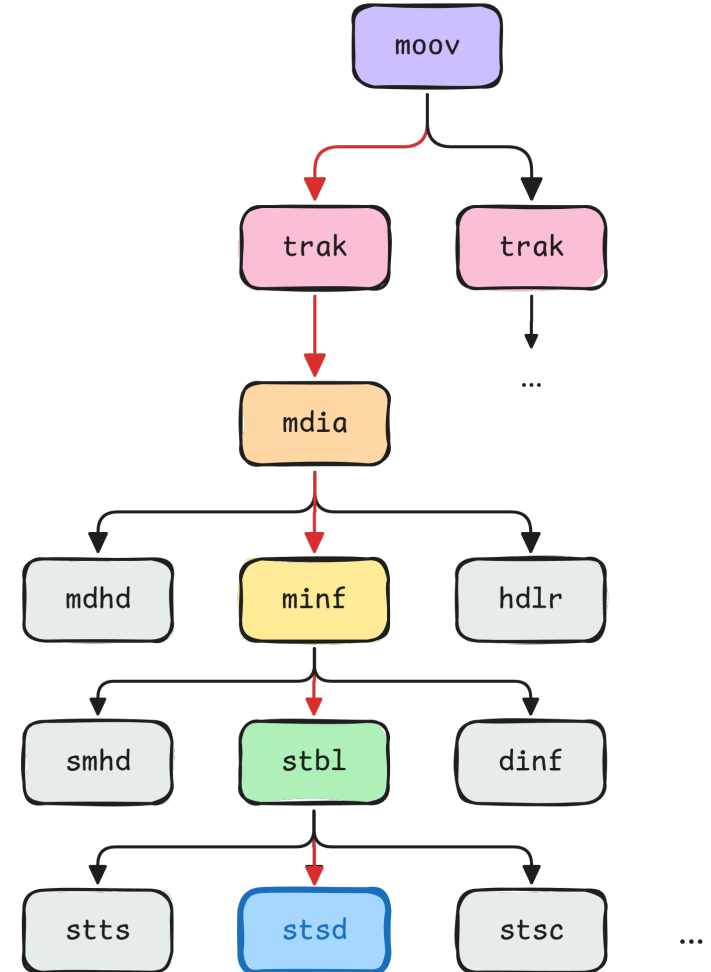 moov
trak trak
...
mdia
mdhd minf hdlr
smhd stbl dinf
stts stsd stsc ...